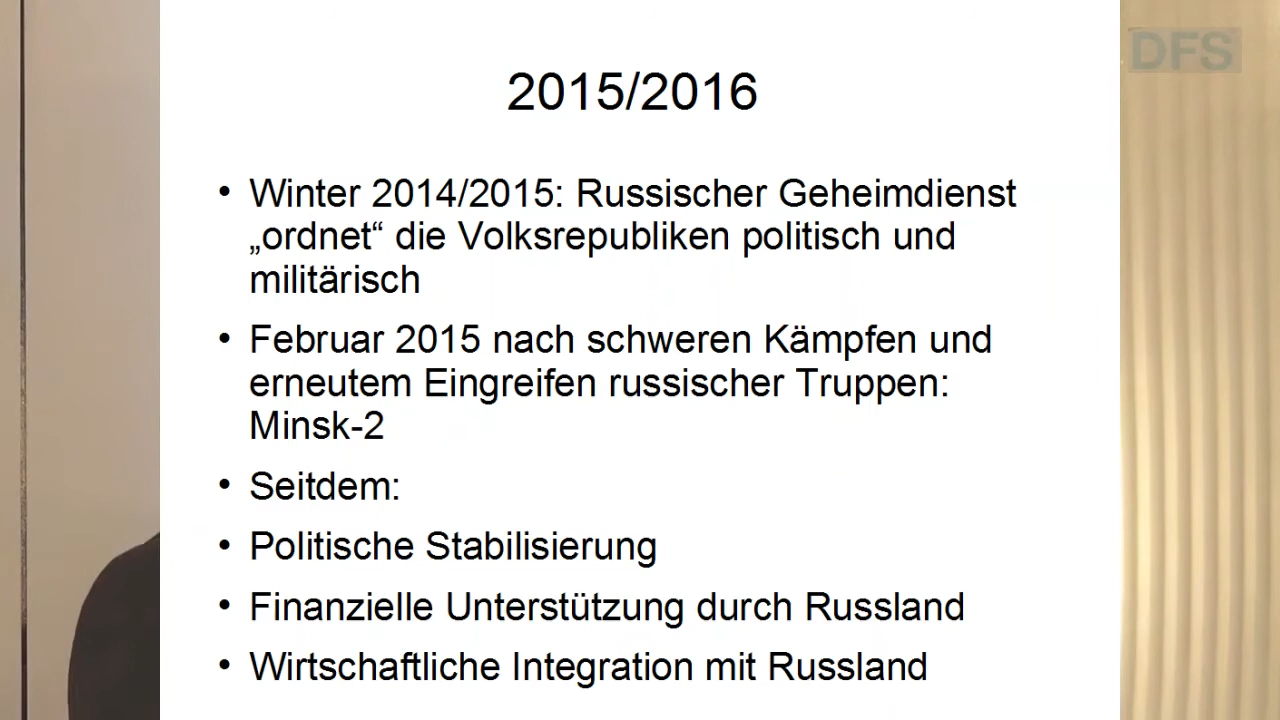 DFS
2015/2016
• Winter 2014/2015: Russischer Geheimdienst
„ordnet“ die Volksrepubliken politisch und
militärisch
• Februar 2015 nach schweren Kämpfen und
erneutem Eingreifen russischer Truppen:
Minsk-2
• Seitdem:
• Politische Stabilisierung
• Finanzielle Unterstützung durch Russland
• Wirtschaftliche Integration mit Russland